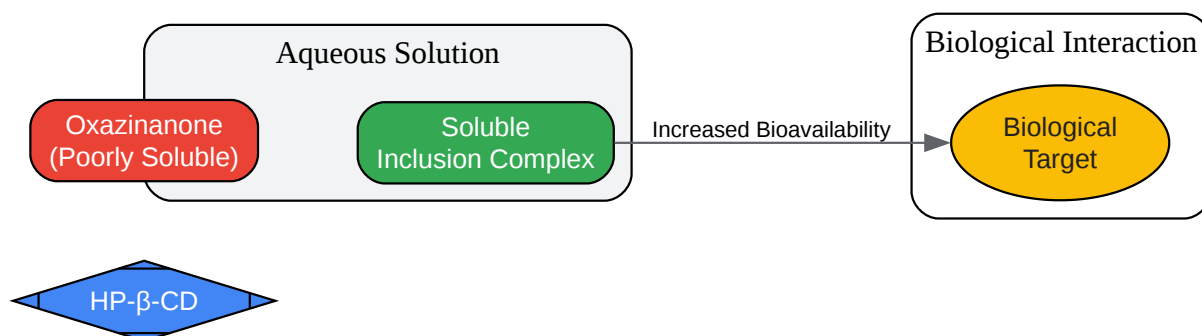 Aqueous Solution
Biological Interaction
Oxazinanone
(Poorly Soluble)
Soluble
Inclusion Complex
Increased Bioavailability
Biological
Target
HP-β-CD